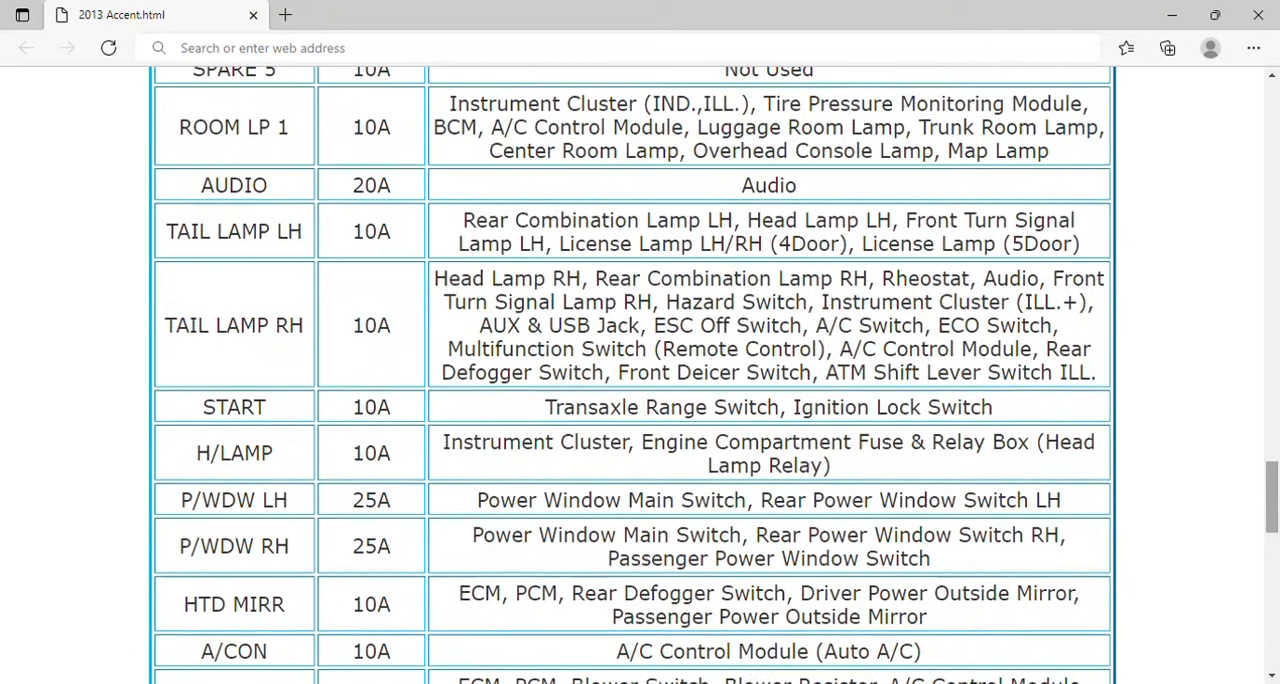 2013 Accent.html
Search or enter web address
SPARE 5 10A Not Used
ROOM LP 1 10A Instrument Cluster (IND.,ILL.), Tire Pressure Monitoring Module,
BCM, A/C Control Module, Luggage Room Lamp, Trunk Room Lamp,
Center Room Lamp, Overhead Console Lamp, Map Lamp
AUDIO 20A Audio
TAIL LAMP LH 10A Rear Combination Lamp LH, Head Lamp LH, Front Turn Signal
Lamp LH, License Lamp LH/RH (4Door), License Lamp (5Door)
TAIL LAMP RH 10A Head Lamp RH, Rear Combination Lamp RH, Rheostat, Audio, Front
Turn Signal Lamp RH, Hazard Switch, Instrument Cluster (ILL.+),
AUX & USB Jack, ESC Off Switch, A/C Switch, ECO Switch,
Multifunction Switch (Remote Control), A/C Control Module, Rear
Defogger Switch, Front Deicer Switch, ATM Shift Lever Switch ILL.
START 10A Transaxle Range Switch, Ignition Lock Switch
H/LAMP 10A Instrument Cluster, Engine Compartment Fuse & Relay Box (Head
Lamp Relay)
P/WDW LH 25A Power Window Main Switch, Rear Power Window Switch LH
P/WDW RH 25A Power Window Main Switch, Rear Power Window Switch RH,
Passenger Power Window Switch
HTD MIRR 10A ECM, PCM, Rear Defogger Switch, Driver Power Outside Mirror,
Passenger Power Outside Mirror
A/CON 10A A/C Control Module (Auto A/C)
ECM, PCM, Blower Switch, Blower Resistor, A/C Control Module